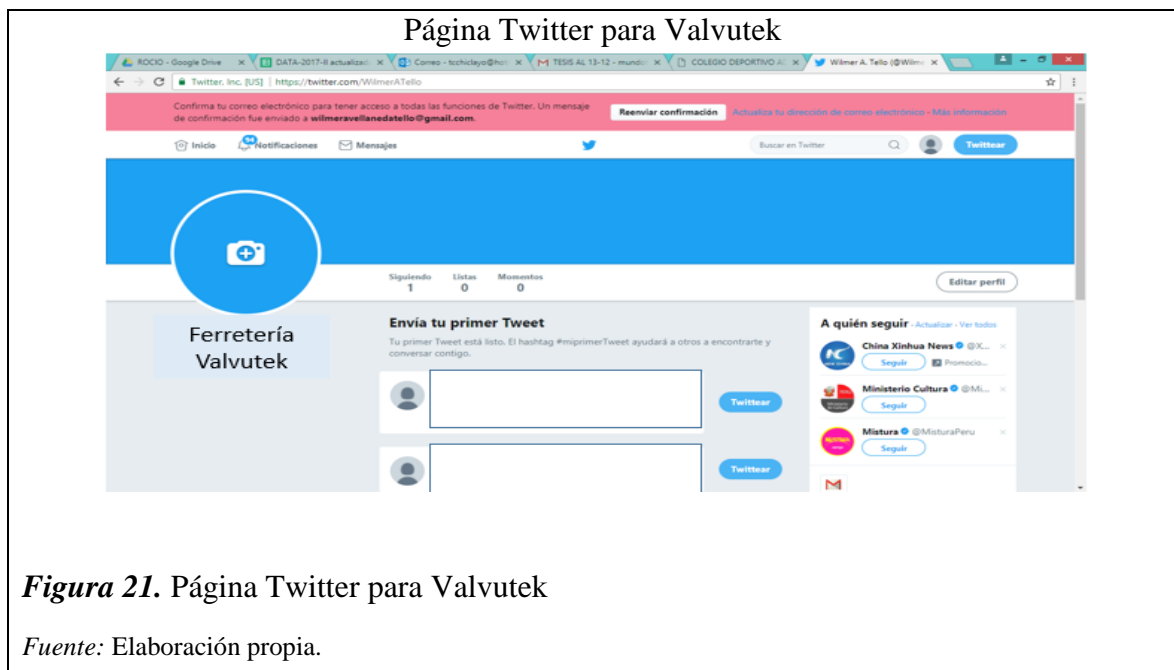 Página Twitter para Valvutek
ROCIO - Google Drive
DATA-2017-II actualizad
Correo - tcchiclayo@hot
TESIS AL 13-12 - mundo
COLEGIO DEPORTIVO A
Wilmer A. Tello (@Wilm
Twitter, Inc. [US] | https://twitter.com/WilmerATello
Confirma tu correo electrónico para tener acceso a todas las funciones de Twitter. Un mensaje
de confirmación fue enviado a wilmeravellanedatello@gmail.com.
Reenviar confirmación
Actualiza tu dirección de correo electrónico · Más información
Inicio
94
Notificaciones
Mensajes
Buscar en Twitter
Twittear
Siguiendo Listas Momentos
1 0 0
Editar perfil
Ferretería
Valvutek
Envía tu primer Tweet
Tu primer Tweet está listo. El hashtag #miprimerTweet ayudará a otros a encontrarte y
conversar contigo.
Twittear
Twittear
A quién seguir · Actualizar · Ver todos
China Xinhua News @X...
Seguir
Promocio...
Ministerio Cultura @Mi...
Seguir
Mistura @MisturaPeru
Seguir
Figura 21. Página Twitter para Valvutek
Fuente: Elaboración propia.